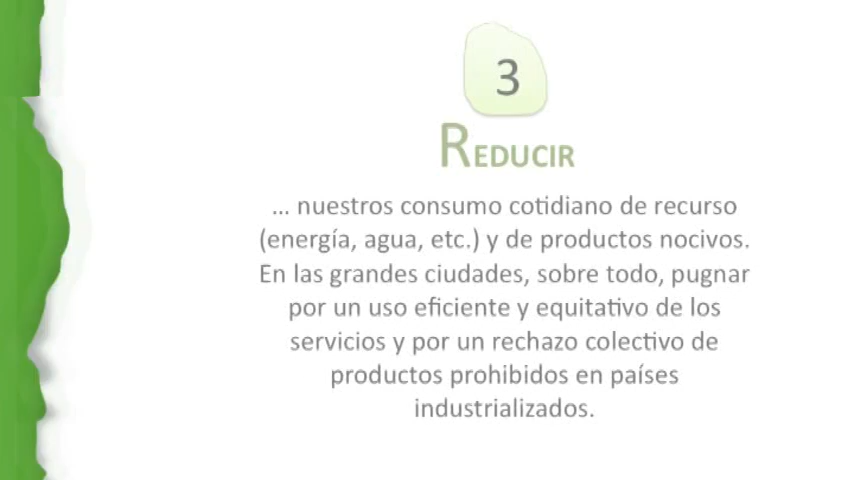 3
REDUCIR
... nuestros consumo cotidiano de recurso
(energía, agua, etc.) y de productos nocivos.
En las grandes ciudades, sobre todo, pugnar
por un uso eficiente y equitativo de los
servicios y por un rechazo colectivo de
productos prohibidos en países
industrializados.